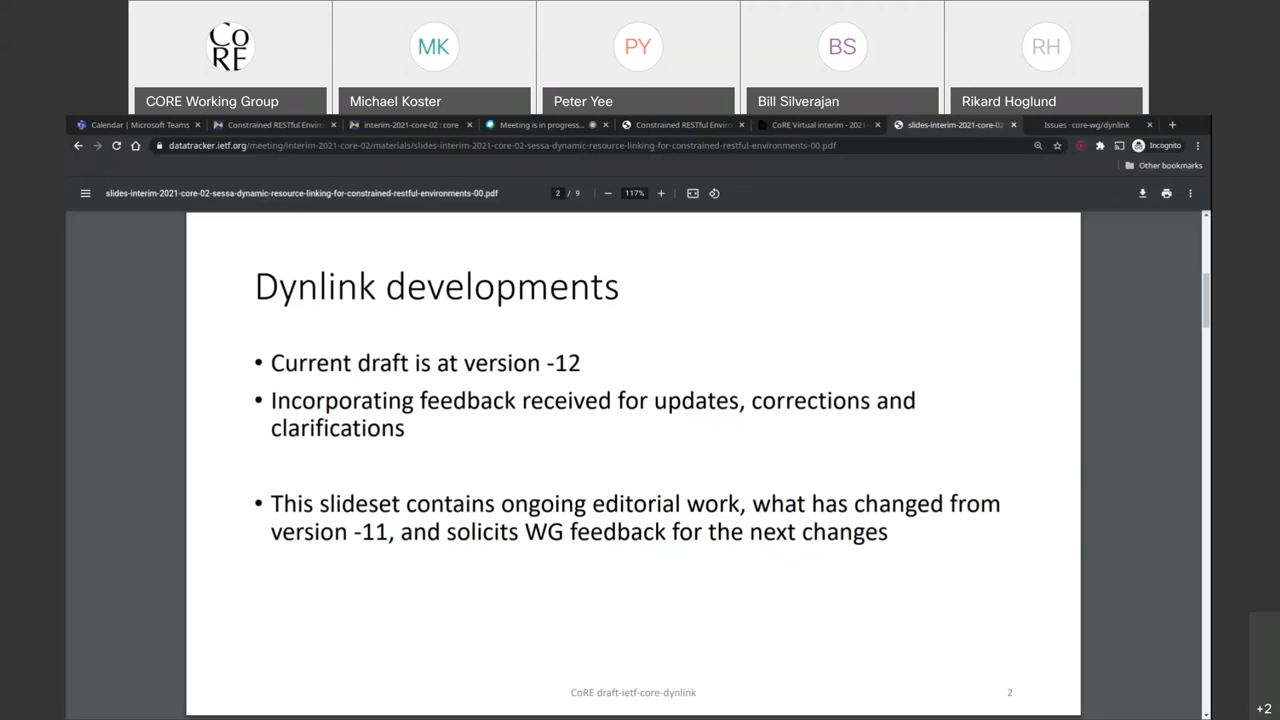 CoRE
MK
PY
BS
RH
CORE Working Group
Michael Koster
Peter Yee
Bill Silverajan
Rikard Hoglund
Calendar | Microsoft Teams
Constrained RESTful Environ
interim-2021-core-02 : core
Meeting is in progress...
Constrained RESTful Enviro
CoRE Virtual interim - 2021-
slides-interim-2021-core-02
Issues · core-wg/dynlink
datatracker.ietf.org/meeting/interim-2021-core-02/materials/slides-interim-2021-core-02-sessa-dynamic-resource-linking-for-constrained-restful-environments-00.pdf
Incognito
Other bookmarks
slides-interim-2021-core-02-sessa-dynamic-resource-linking-for-constrained-restful-environments-00.pdf
2 / 9
117%
Dynlink developments
• Current draft is at version -12
• Incorporating feedback received for updates, corrections and
clarifications
• This slideset contains ongoing editorial work, what has changed from
version -11, and solicits WG feedback for the next changes
CoRE draft-ietf-core-dynlink
2
+2